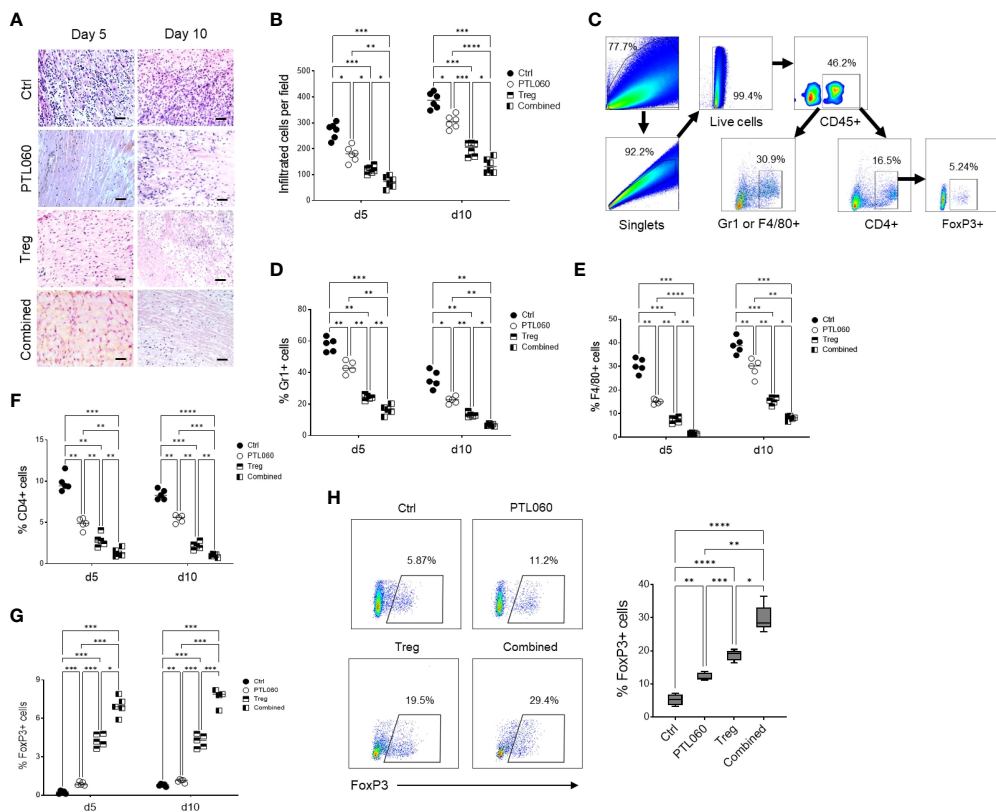 A
Day 5 Day 10
Ctrl
PTL060
Treg
Combined
B
*** ****
** ****
*** ***
* * * * *** *
Infiltrated cells per field
500
400
300
200
100
0
d5 d10
Ctrl
PTL060
Treg
Combined
C
77.7%
99.4%
46.2%
Live cells
CD45+
92.2%
30.9%
16.5%
5.24%
Singlets
Gr1 or F4/80+
CD4+
FoxP3+
D
*** **
** **
** **
** ** ** * ** *
% Gr1+ cells
80
60
40
20
0
d5 d10
Ctrl
PTL060
Treg
Combined
E
*** ***
**** **
*** ***
** ** ** ** ** *
% F4/80+ cells
60
50
40
30
20
10
0
d5 d10
Ctrl
PTL060
Treg
Combined
F
*** ****
** ***
** ***
** ** ** ** ** **
% CD4+ cells
15
10
5
0
d5 d10
Ctrl
PTL060
Treg
Combined
G
*** ***
*** ***
*** ***
*** *** * ** *** ***
% FoxP3+ cells
9
6
3
0
d5 d10
Ctrl
PTL060
Treg
Combined
H
Ctrl PTL060
5.87% 11.2%
Treg Combined
19.5% 29.4%
FoxP3
****
**
****
** *** *
% FoxP3+ cells
40
30
20
10
0
Ctrl
PTL060
Treg
Combined